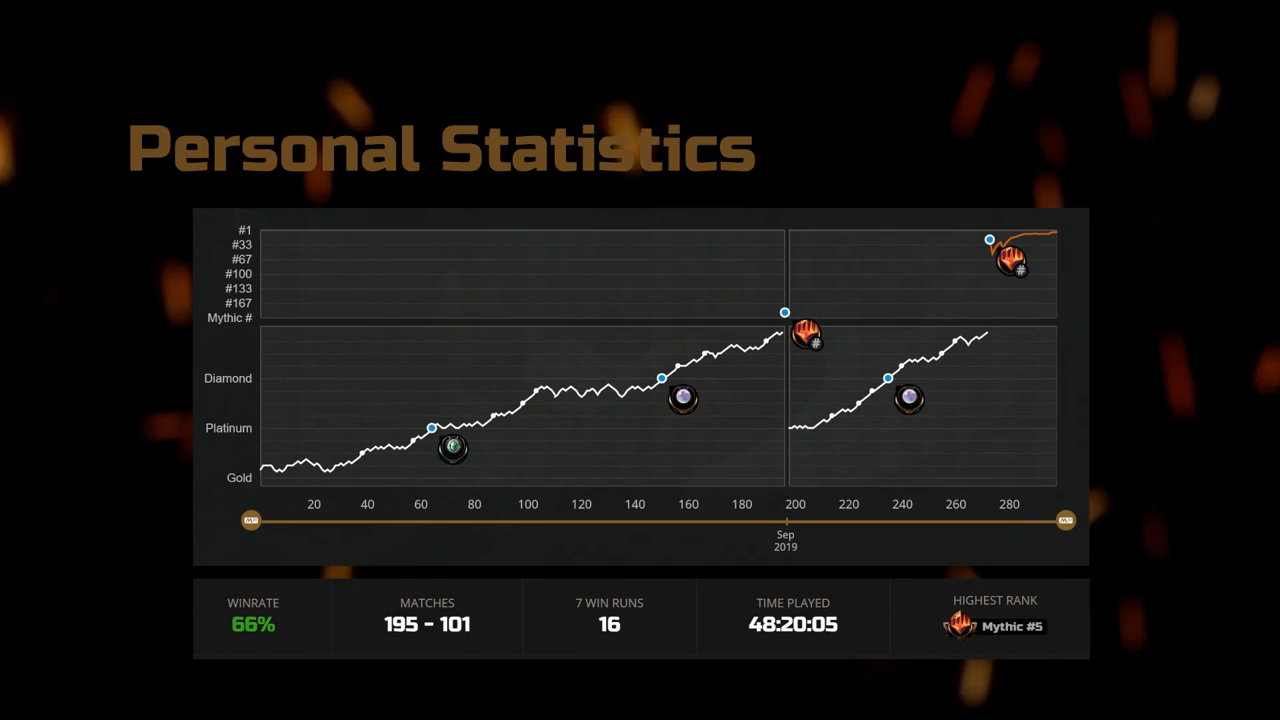 Personal Statistics
#1
#33
#67
#100
#133
#167
Mythic #
Diamond
Platinum
Gold
20 40 60 80 100 120 140 160 180 200 220 240 260 280
Sep
2019
WINRATE MATCHES 7 WIN RUNS TIME PLAYED HIGHEST RANK
66% 195 - 101 16 48:20:05 Mythic #5